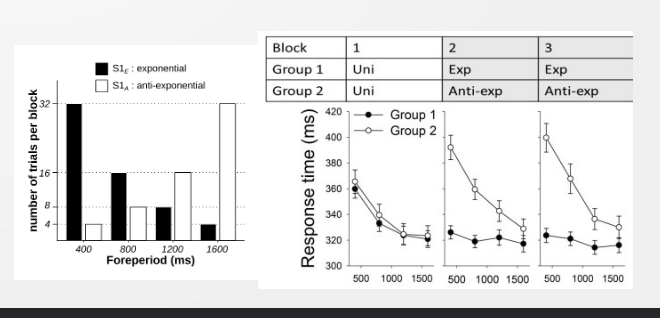 S1E : exponential
S1A : anti-exponential
number of trials per block
32
16
8
4
400 800 1200 1600
Foreperiod (ms)
Block 1 2 3
Group 1 Uni Exp Exp
Group 2 Uni Anti-exp Anti-exp
Response time (ms)
420
400
380
360
340
320
300
Group 1
Group 2
500 1000 1500 500 1000 1500 500 1000 1500